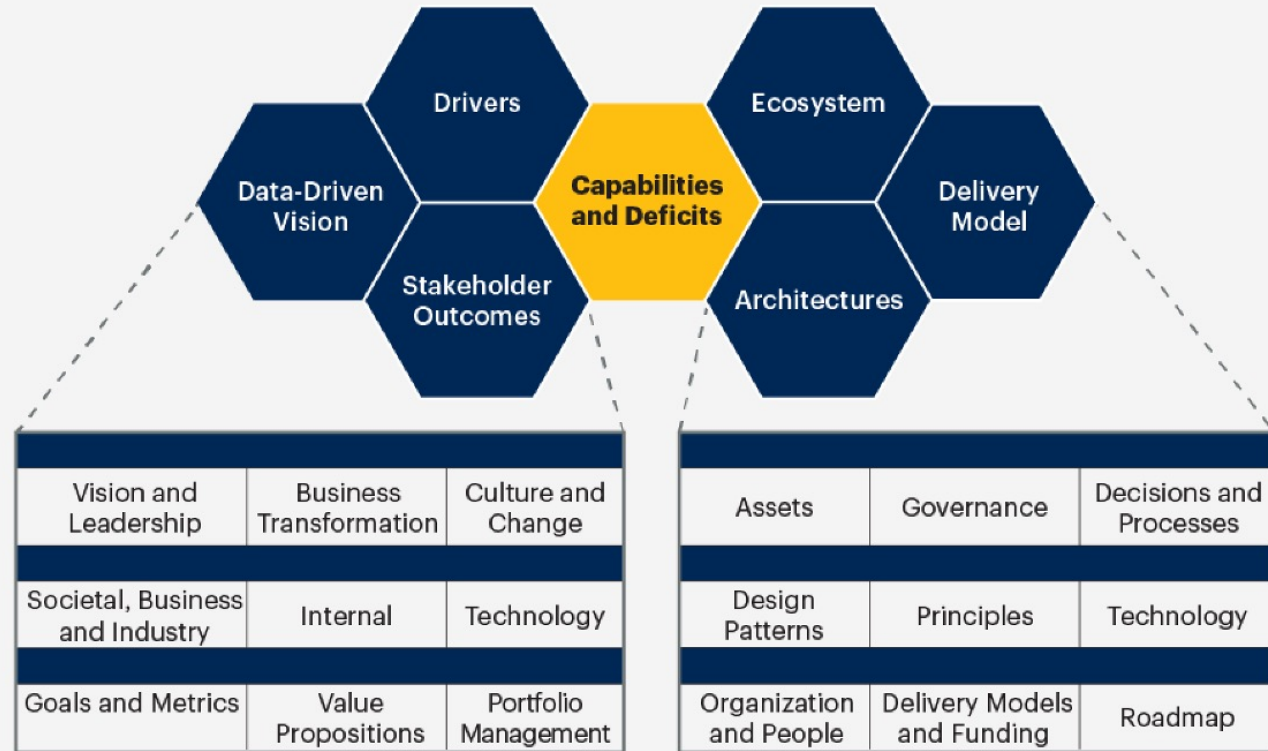 Drivers
Ecosystem
Data-Driven
Vision
Capabilities
and Deficits
Delivery
Model
Stakeholder
Outcomes
Architectures
Vision and
Leadership
Business
Transformation
Culture and
Change
Societal, Business
and Industry
Internal
Technology
Goals and Metrics
Value
Propositions
Portfolio
Management
Assets
Governance
Decisions and
Processes
Design
Patterns
Principles
Technology
Organization
and People
Delivery Models
and Funding
Roadmap